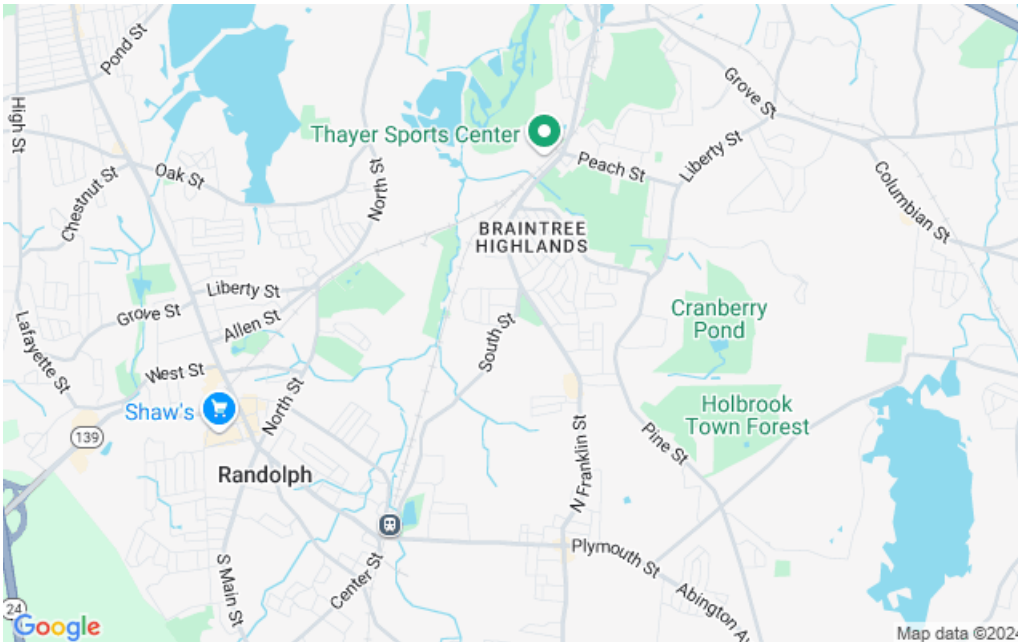 Pond St
High St
Chestnut St
Oak St
North St
Thayer Sports Center
Peach St
Liberty St
Grove St
Columbian St
BRAINTREE
HIGHLANDS
Liberty St
Grove St
Allen St
Lafayette St
West St
North St
South St
Cranberry
Pond
Shaw's
139
Holbrook
Town Forest
Randolph
N Franklin St
Pine St
Center St
S Main St
Plymouth St
24
Google
Map data ©2024